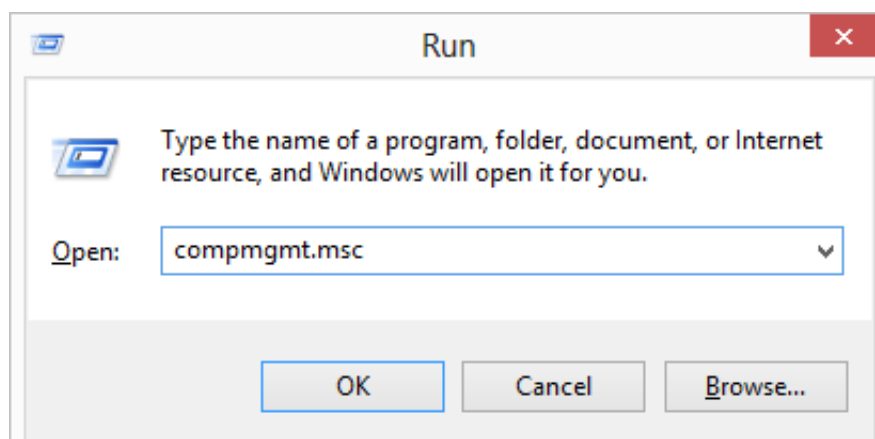 Run
Type the name of a program, folder, document, or Internet
resource, and Windows will open it for you.
Open: compmgmt.msc
OK Cancel Browse...